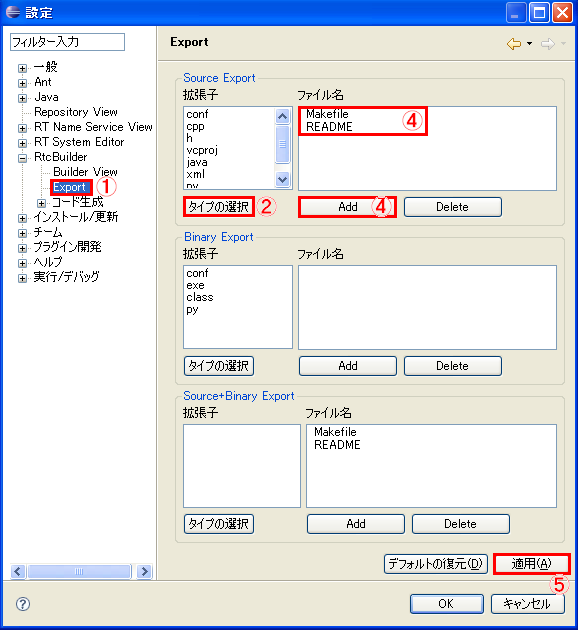 設定
フィルター入力
一般
Ant
Java
Repository View
RT Name Service View
RT System Editor
RtcBuilder
Builder View
Export ①
コード生成
インストール/更新
チーム
プラグイン開発
ヘルプ
実行/デバッグ
Export
Source Export
拡張子 ファイル名
conf
cpp
h
vcproj
java
xml
py
Makefile
README
④
タイプの選択 ② Add ④ Delete
Binary Export
拡張子 ファイル名
conf
exe
class
py
タイプの選択 Add Delete
Source+Binary Export
拡張子 ファイル名
Makefile
README
タイプの選択 Add Delete
デフォルトの復元(D) 適用(A)
⑤
? OK キャンセル